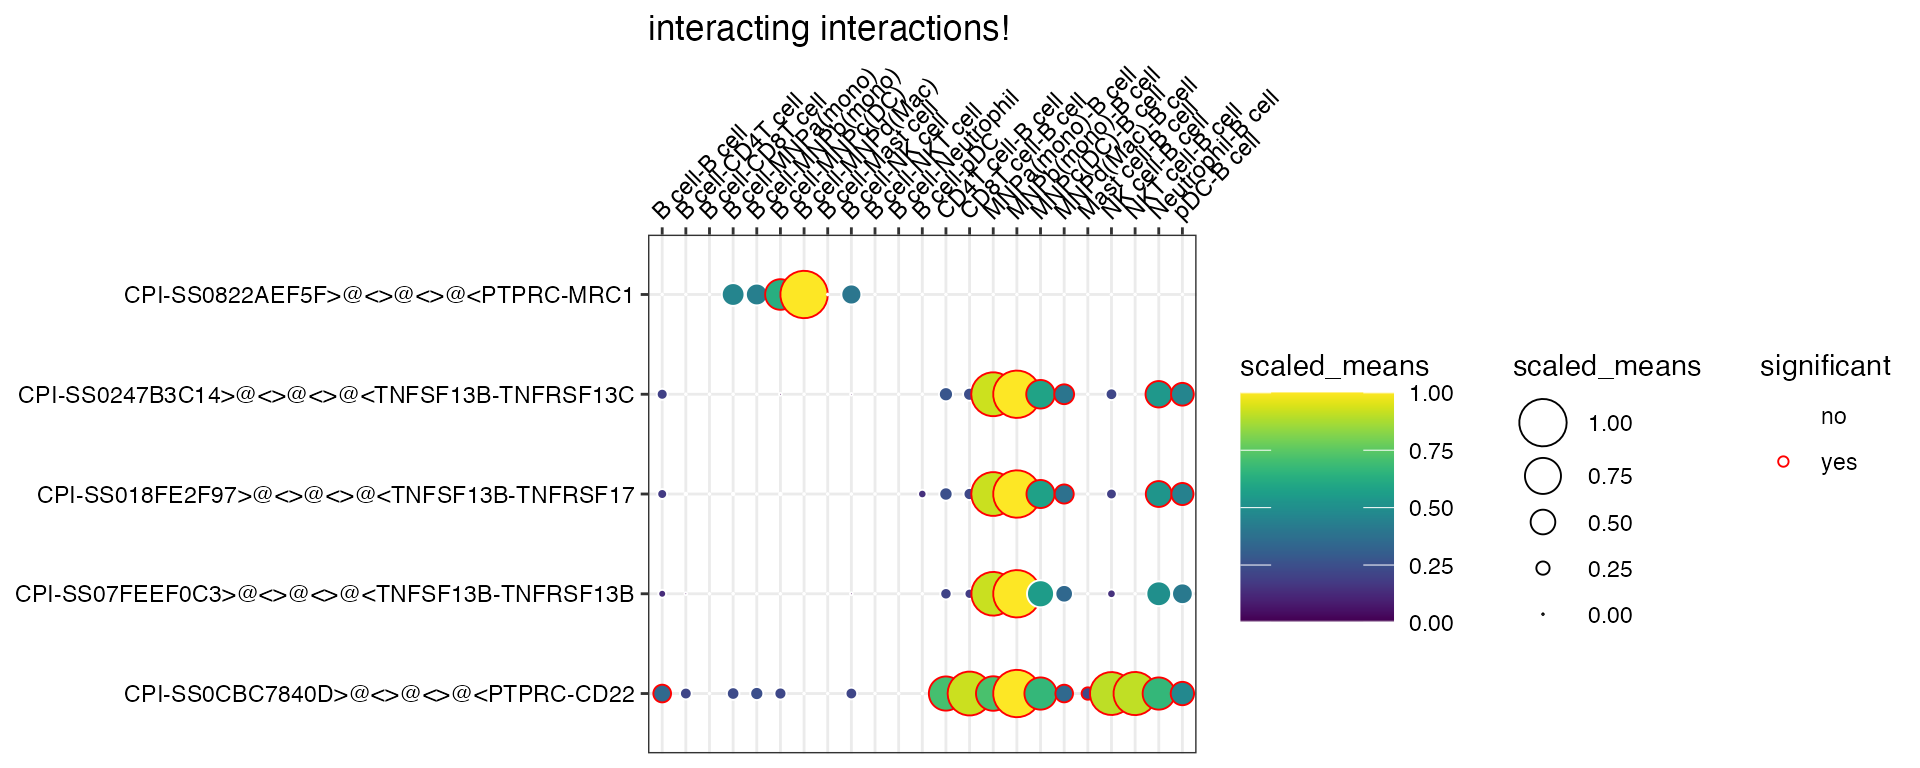 interacting interactions!
B cell-B cell
B cell-CD4T cell
B cell-CD8T cell
B cell-MNPa(mono)
B cell-MNPb(mono)
B cell-MNPc(DC)
B cell-MNPd(Mac)
B cell-Mast cell
B cell-NK cell
B cell-NKT cell
B cell-Neutrophil
B cell-pDC
CD4T cell-B cell
CD8T cell-B cell
MNPa(mono)-B cell
MNPb(mono)-B cell
MNPc(DC)-B cell
MNPd(Mac)-B cell
Mast cell-B cell
NK cell-B cell
NKT cell-B cell
Neutrophil-B cell
pDC-B cell
CPI-SS0822AEF5F>@<>@<>@<PTPRC-MRC1
CPI-SS0247B3C14>@<>@<>@<TNFSF13B-TNFRSF13C
CPI-SS018FE2F97>@<>@<>@<TNFSF13B-TNFRSF17
CPI-SS07FEEF0C3>@<>@<>@<TNFSF13B-TNFRSF13B
CPI-SS0CBC7840D>@<>@<>@<PTPRC-CD22
scaled_means
1.00
0.75
0.50
0.25
0.00
scaled_means
1.00
0.75
0.50
0.25
0.00
significant
no
yes